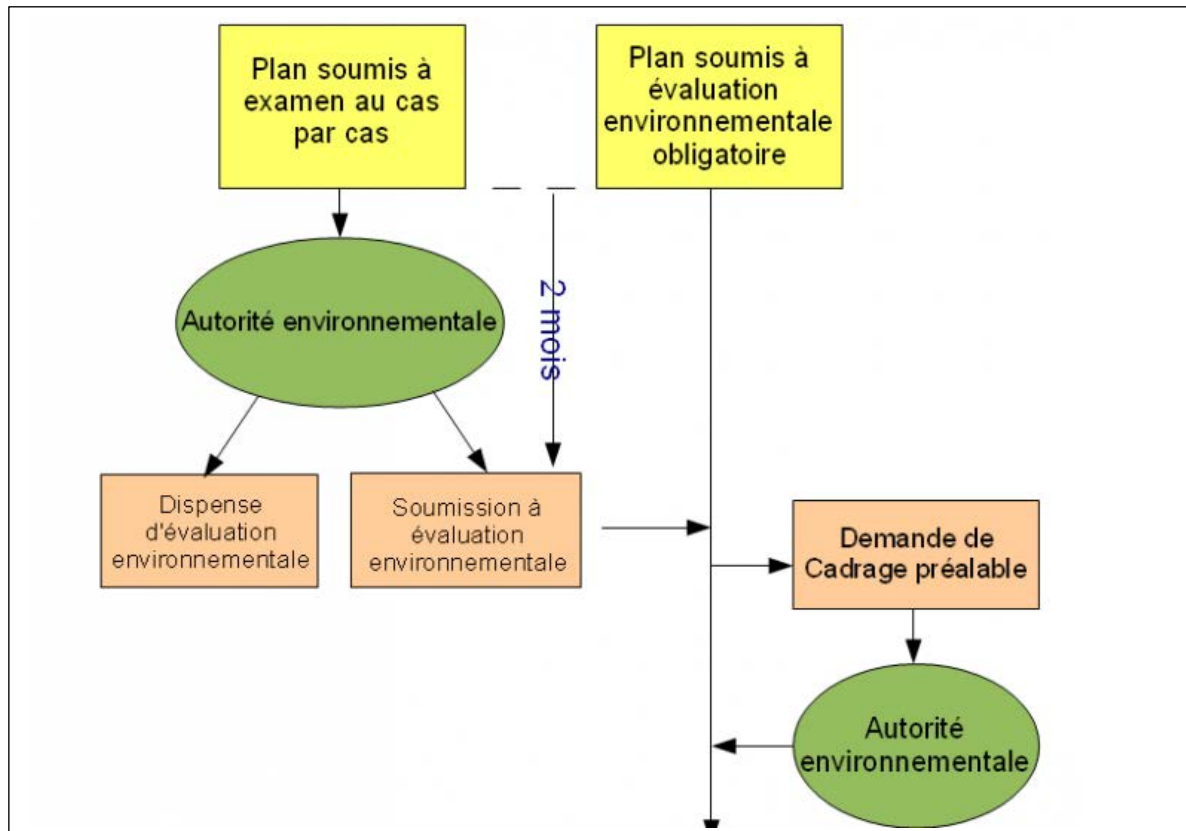 Plan soumis à
examen au cas
par cas
Plan soumis à
évaluation
environnementale
obligatoire
Autorité environnementale
2 mois
Dispense
d'évaluation
environnementale
Soumission à
évaluation
environnementale
Demande de
Cadrage préalable
Autorité
environnementale